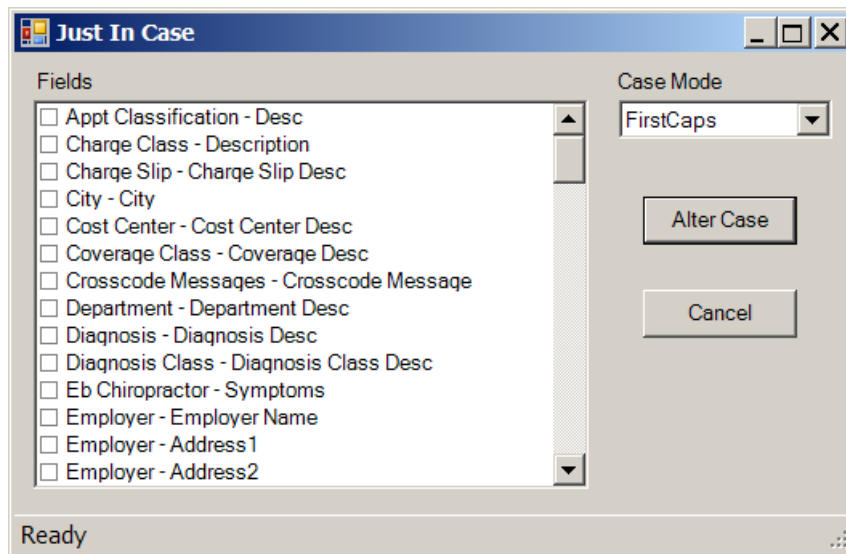 Just In Case
Fields
Case Mode
Appt Classification - Desc
FirstCaps
Charge Class - Description
Charge Slip - Charge Slip Desc
City - City
Cost Center - Cost Center Desc
Alter Case
Coverage Class - Coverage Desc
Crosscode Messages - Crosscode Message
Department - Department Desc
Cancel
Diagnosis - Diagnosis Desc
Diagnosis Class - Diagnosis Class Desc
Eb Chiropractor - Symptoms
Employer - Employer Name
Employer - Address1
Employer - Address2
Ready